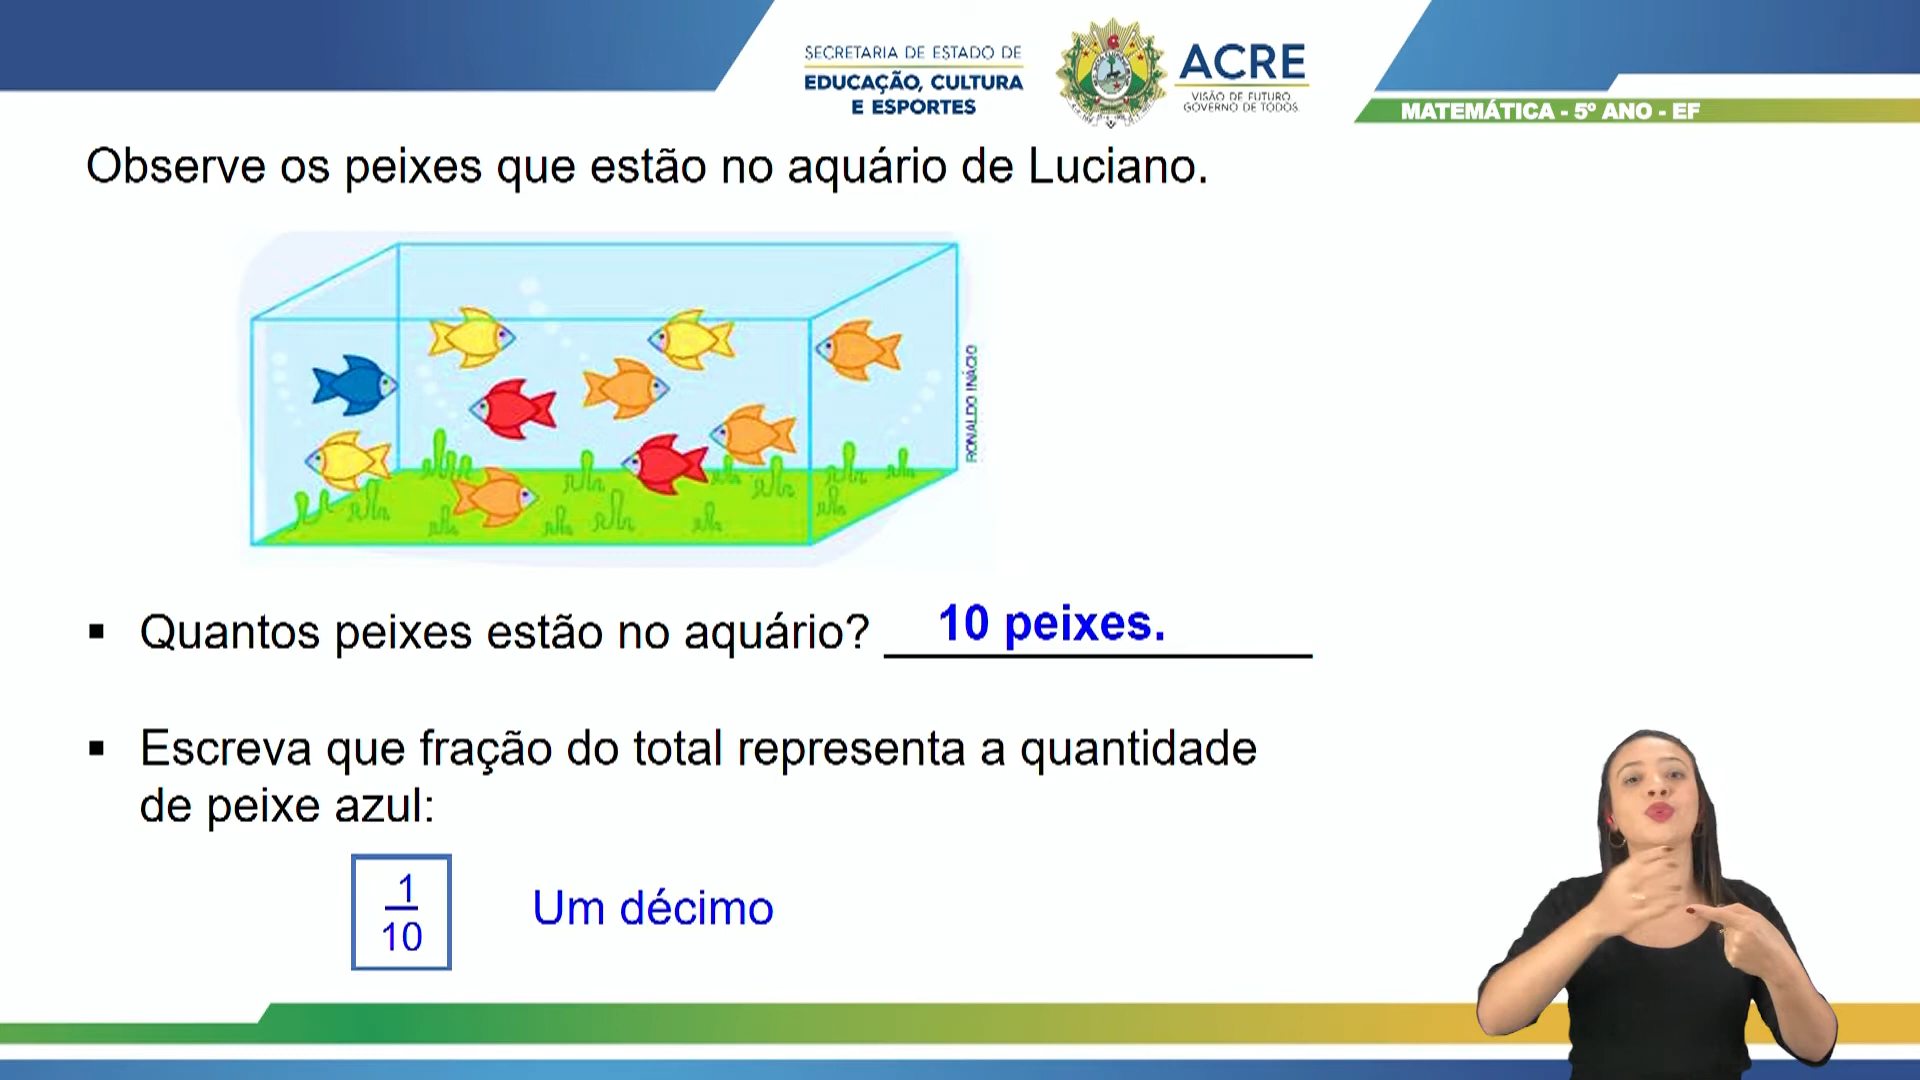 SECRETARIA DE ESTADO DE
EDUCAÇÃO, CULTURA
E ESPORTES
ACRE
VISÃO DE FUTURO
GOVERNO DE TODOS
MATEMÁTICA - 5º ANO - EF
Observe os peixes que estão no aquário de Luciano.
RONALDO INÁCIO
▪ Quantos peixes estão no aquário? 10 peixes.
▪ Escreva que fração do total representa a quantidade
de peixe azul:
1
10
Um décimo